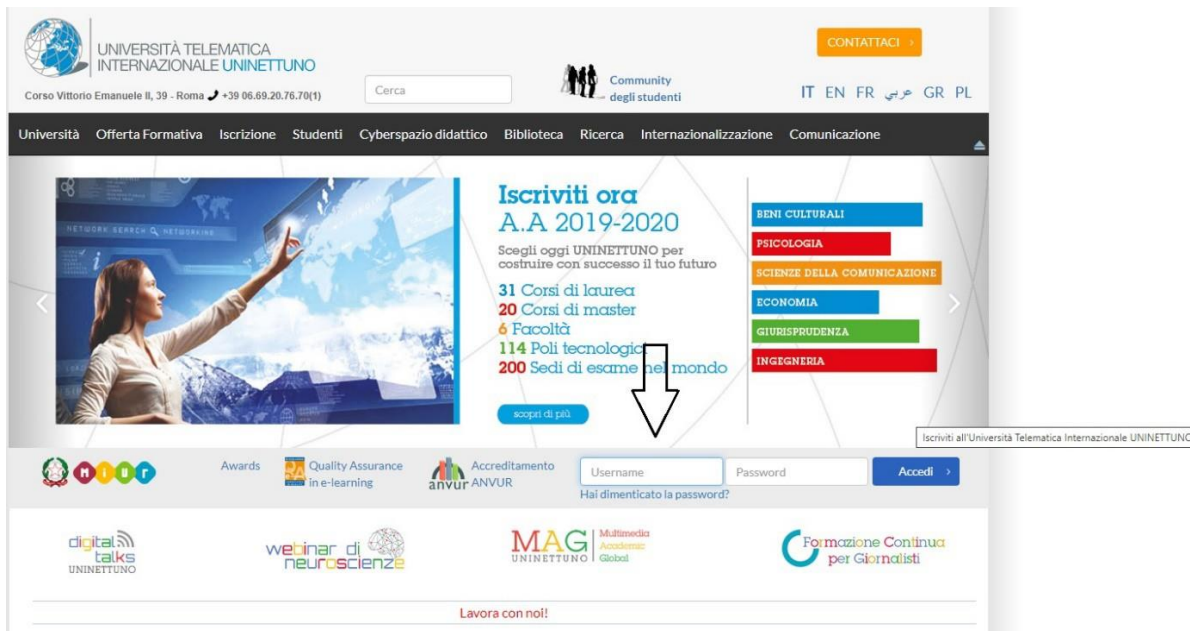 UNIVERSITÀ TELEMATICA
INTERNAZIONALE UNINETTUNO
Corso Vittorio Emanuele II, 39 - Roma +39 06.69.20.76.70(1)
Cerca
Community
degli studenti
CONTATTACI
IT EN FR عربي GR PL
Università Offerta Formativa Iscrizione Studenti Cyberspazio didattico Biblioteca Ricerca Internazionalizzazione Comunicazione
NETWORK SEARCH NETWORKING
Iscriviti ora
A.A 2019-2020
Scegli oggi UNINETTUNO per
costruire con successo il tuo futuro
31 Corsi di laurea
20 Corsi di master
6 Facoltà
114 Poli tecnologici
200 Sedi di esame nel mondo
scopri di più
BENI CULTURALI
PSICOLOGIA
SCIENZE DELLA COMUNICAZIONE
ECONOMIA
GIURISPRUDENZA
INGEGNERIA
Iscriviti all'Università Telematica Internazionale UNINETTUNO
MIUR
Awards
Quality Assurance
in e-learning
anvur
Accreditamento
ANVUR
Username
Password
Accedi
Hai dimenticato la password?
digital
talks
UNINETTUNO
webinar di
neuroscienze
MAG
UNINETTUNO
Multimedia
Academic
Global
Formazione Continua
per Giornalisti
Lavora con noi!